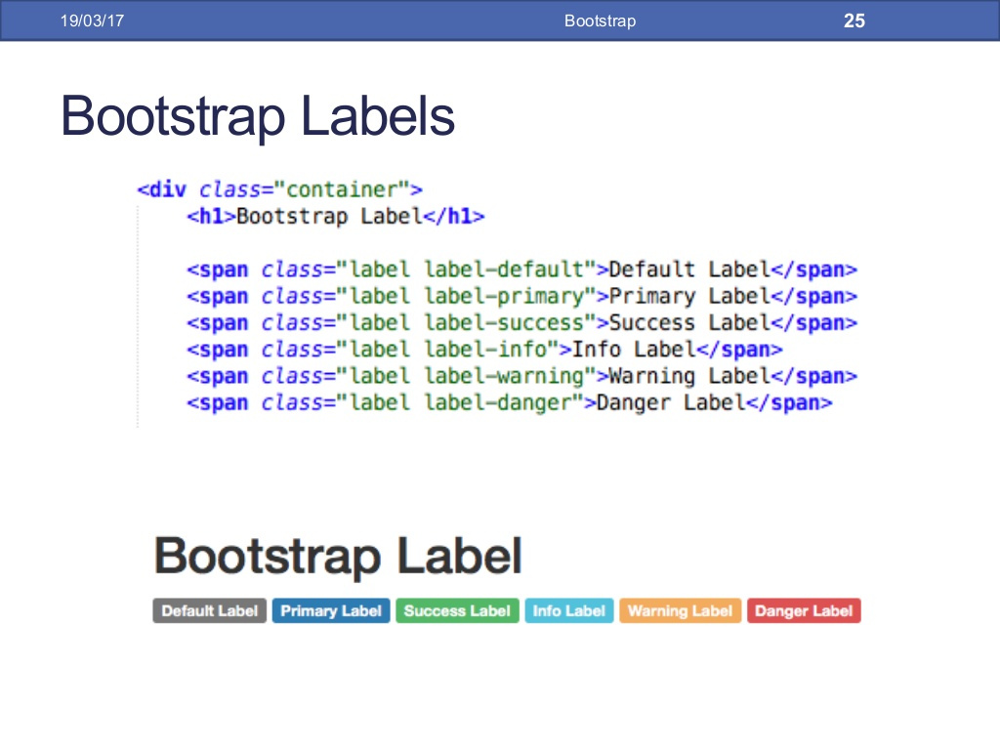 19/03/17 Bootstrap 25
Bootstrap Labels
<div class="container">
<h1>Bootstrap Label</h1>
<span class="label label-default">Default Label</span>
<span class="label label-primary">Primary Label</span>
<span class="label label-success">Success Label</span>
<span class="label label-info">Info Label</span>
<span class="label label-warning">Warning Label</span>
<span class="label label-danger">Danger Label</span>
Bootstrap Label
Default Label Primary Label Success Label Info Label Warning Label Danger Label